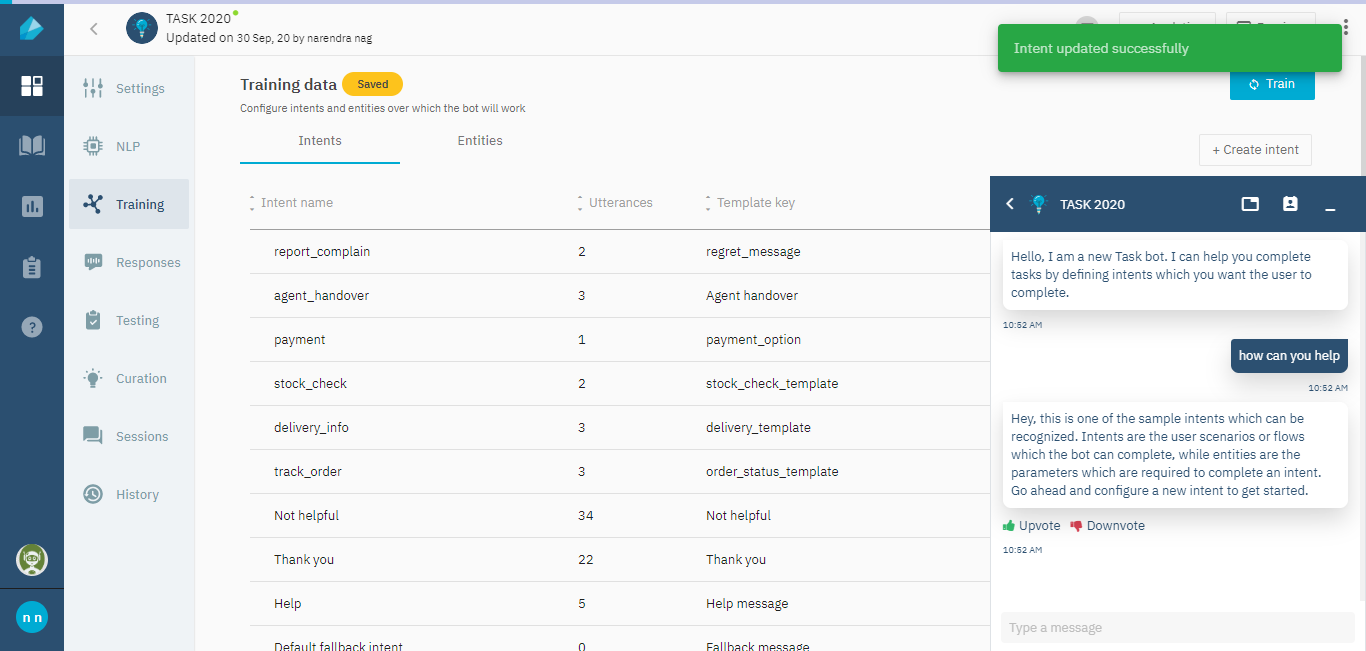 TASK 2020
Updated on 30 Sep, 20 by narendra nag
Intent updated successfully
Settings
NLP
Training
Responses
Testing
Curation
Sessions
History
n n
Training data Saved
Configure intents and entities over which the bot will work
Train
Intents Entities
+ Create intent
Intent name Utterances Template key
report_complain 2 regret_message
agent_handover 3 Agent handover
payment 1 payment_option
stock_check 2 stock_check_template
delivery_info 3 delivery_template
track_order 3 order_status_template
Not helpful 34 Not helpful
Thank you 22 Thank you
Help 5 Help message
Default fallback intent 0 Fallback message
TASK 2020
Hello, I am a new Task bot. I can help you complete
tasks by defining intents which you want the user to
complete.
10:52 AM
how can you help
10:52 AM
Hey, this is one of the sample intents which can be
recognized. Intents are the user scenarios or flows
which the bot can complete, while entities are the
parameters which are required to complete an intent.
Go ahead and configure a new intent to get started.
Upvote Downvote
10:52 AM
Type a message